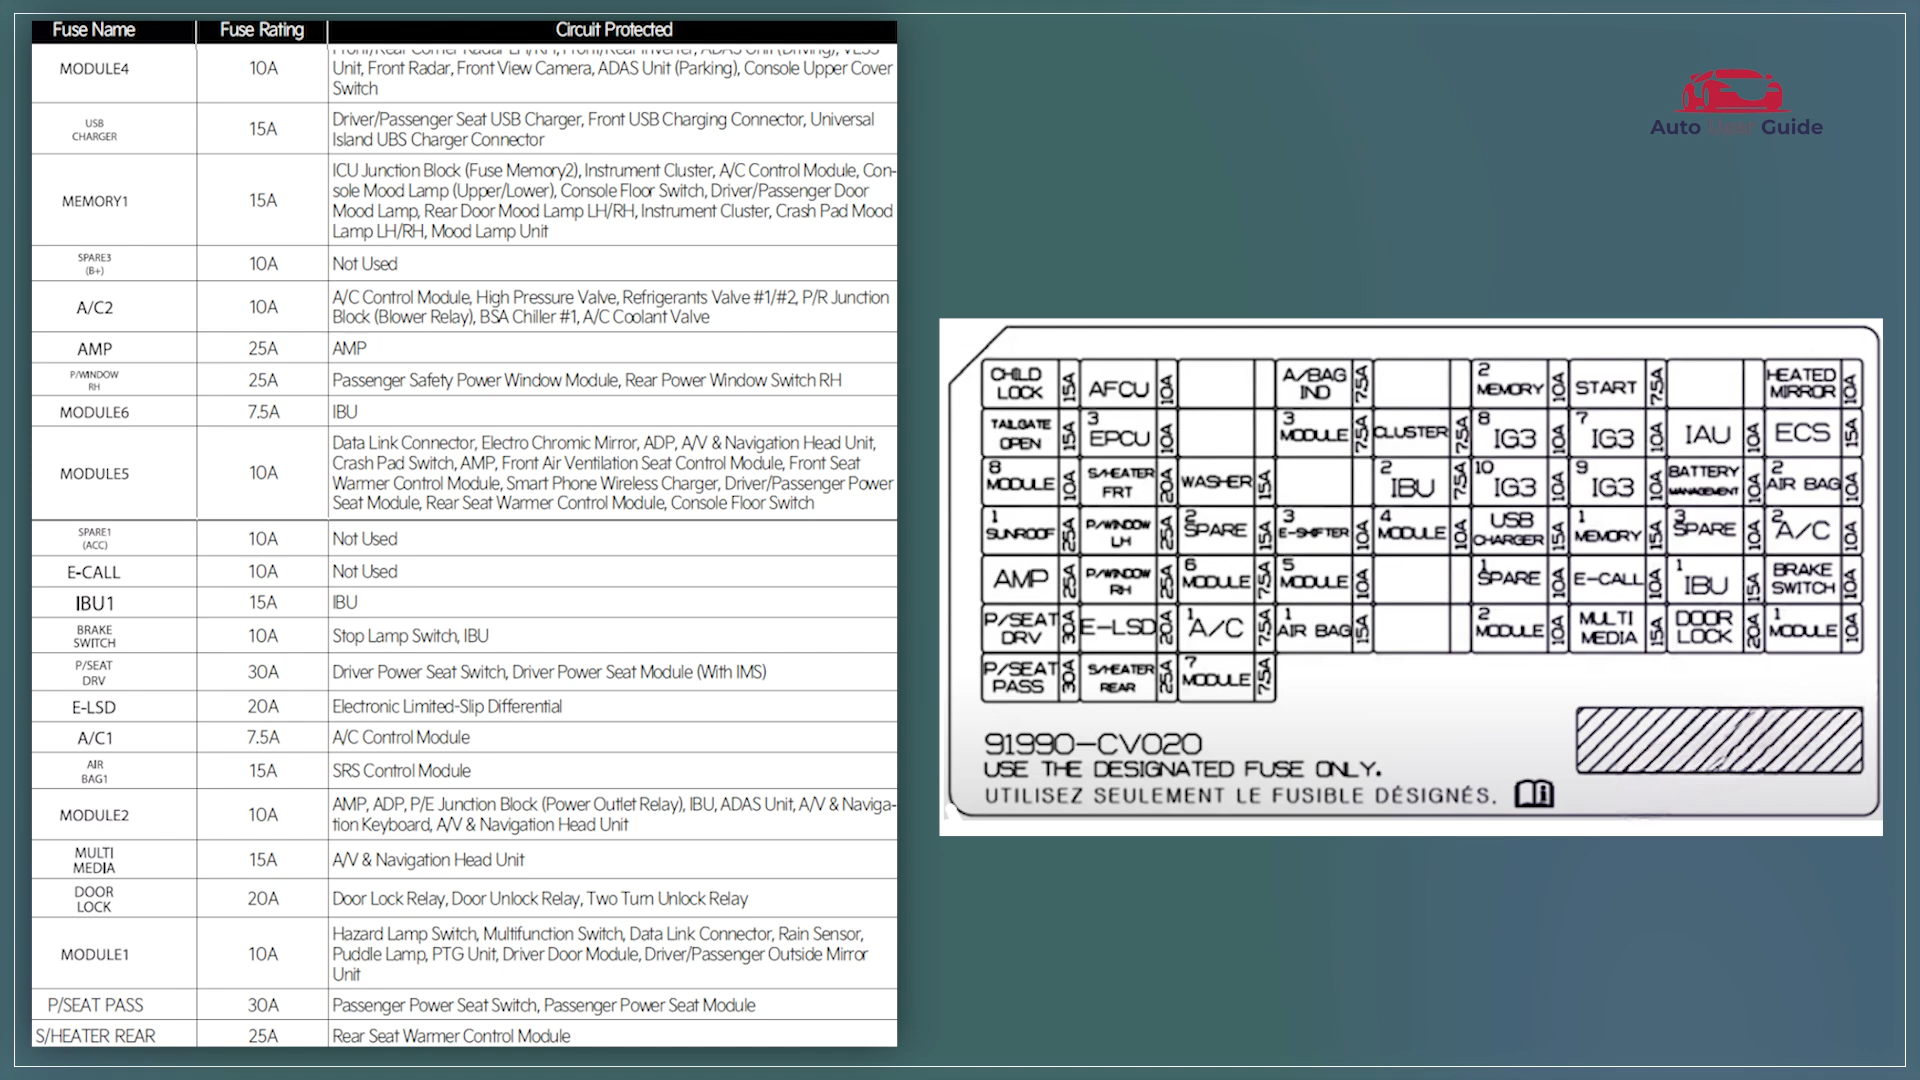 Fuse Name Fuse Rating Circuit Protected
MODULE4 10A Unit, Front Radar, Front View Camera, ADAS Unit (Parking), Console Upper Cover
Switch
USB CHARGER 15A Driver/Passenger Seat USB Charger, Front USB Charging Connector, Universal
Island UBS Charger Connector
MEMORY1 15A ICU Junction Block (Fuse Memory2), Instrument Cluster, A/C Control Module, Con-
sole Mood Lamp (Upper/Lower), Console Floor Switch, Driver/Passenger Door
Mood Lamp, Rear Door Mood Lamp LH/RH, Instrument Cluster, Crash Pad Mood
Lamp LH/RH, Mood Lamp Unit
SPARE3 (B+) 10A Not Used
A/C2 10A A/C Control Module, High Pressure Valve, Refrigerants Valve #1/#2, P/R Junction
Block (Blower Relay), BSA Chiller #1, A/C Coolant Valve
AMP 25A AMP
P/WINDOW RH 25A Passenger Safety Power Window Module, Rear Power Window Switch RH
MODULE6 7.5A IBU
MODULE5 10A Data Link Connector, Electro Chromic Mirror, ADP, A/V & Navigation Head Unit,
Crash Pad Switch, AMP, Front Air Ventilation Seat Control Module, Front Seat
Warmer Control Module, Smart Phone Wireless Charger, Driver/Passenger Power
Seat Module, Rear Seat Warmer Control Module, Console Floor Switch
SPARE1 (ACC) 10A Not Used
E-CALL 10A Not Used
IBU1 15A IBU
BRAKE SWITCH 10A Stop Lamp Switch, IBU
P/SEAT DRV 30A Driver Power Seat Switch, Driver Power Seat Module (With IMS)
E-LSD 20A Electronic Limited-Slip Differential
A/C1 7.5A A/C Control Module
AIR BAG1 15A SRS Control Module
MODULE2 10A AMP, ADP, P/E Junction Block (Power Outlet Relay), IBU, ADAS Unit, A/V & Naviga-
tion Keyboard, A/V & Navigation Head Unit
MULTI MEDIA 15A A/V & Navigation Head Unit
DOOR LOCK 20A Door Lock Relay, Door Unlock Relay, Two Turn Unlock Relay
MODULE1 10A Hazard Lamp Switch, Multifunction Switch, Data Link Connector, Rain Sensor,
Puddle Lamp, PTG Unit, Driver Door Module, Driver/Passenger Outside Mirror
Unit
P/SEAT PASS 30A Passenger Power Seat Switch, Passenger Power Seat Module
S/HEATER REAR 25A Rear Seat Warmer Control Module
Auto User Guide
CHILD LOCK 15A AFCU 10A A/BAG IND 7.5A 2 MEMORY 10A START 7.5A HEATED MIRROR 10A
TAILGATE OPEN 15A 3 EPCU 10A 3 MODULE 7.5A CLUSTER 7.5A 8 IG3 10A 7 IG3 10A IAU 10A ECS 15A
8 MODULE 10A S/HEATER FRT 20A WASHER 15A 2 IBU 7.5A 10 IG3 10A 9 IG3 10A BATTERY MANAGEMENT 10A 2 AIR BAG 10A
1 SUNROOF 25A P/WINDOW LH 25A 2 SPARE 15A 3 E-SHIFTER 10A 4 MODULE 10A USB CHARGER 15A 1 MEMORY 15A 3 SPARE 10A 2 A/C 10A
AMP 25A P/WINDOW RH 25A 6 MODULE 7.5A 5 MODULE 10A 1 SPARE 10A E-CALL 10A 1 IBU 15A BRAKE SWITCH 10A
P/SEAT DRV 30A E-LSD 20A 1 A/C 7.5A 1 AIR BAG 15A 2 MODULE 10A MULTI MEDIA 15A DOOR LOCK 20A 1 MODULE 10A
P/SEAT PASS 30A S/HEATER REAR 25A 7 MODULE 7.5A
91990-CV020
USE THE DESIGNATED FUSE ONLY.
UTILISEZ SEULEMENT LE FUSIBLE DÉSIGNÉS.